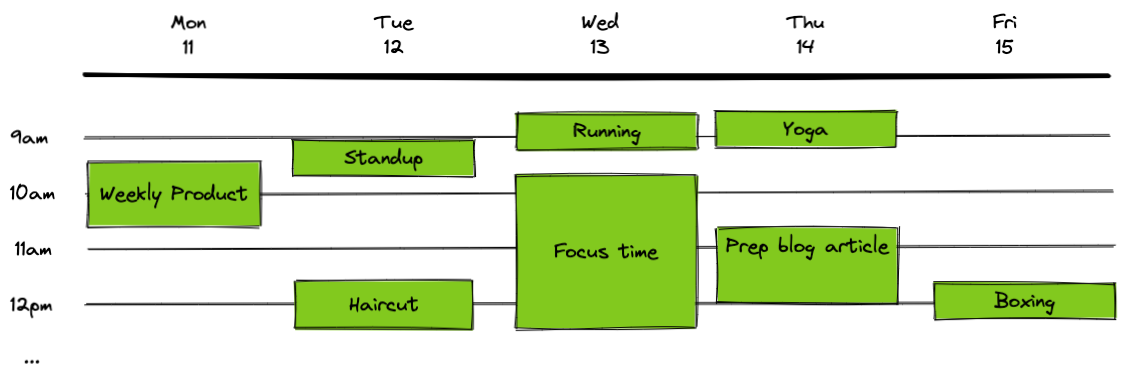 Mon Tue Wed Thu Fri
11 12 13 14 15
9am Running Yoga
Standup
10am Weekly Product
11am Focus time Prep blog article
12pm Haircut Boxing
...